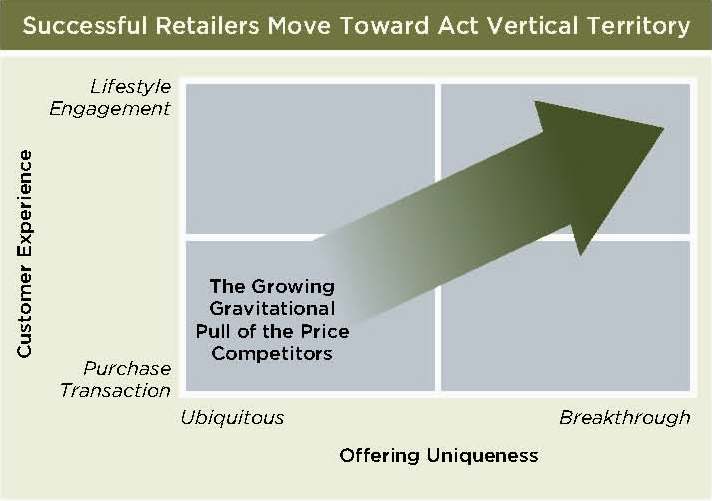 Successful Retailers Move Toward Act Vertical Territory
Lifestyle
Engagement
Customer Experience
The Growing
Gravitational
Pull of the Price
Competitors
Purchase
Transaction
Ubiquitous
Breakthrough
Offering Uniqueness